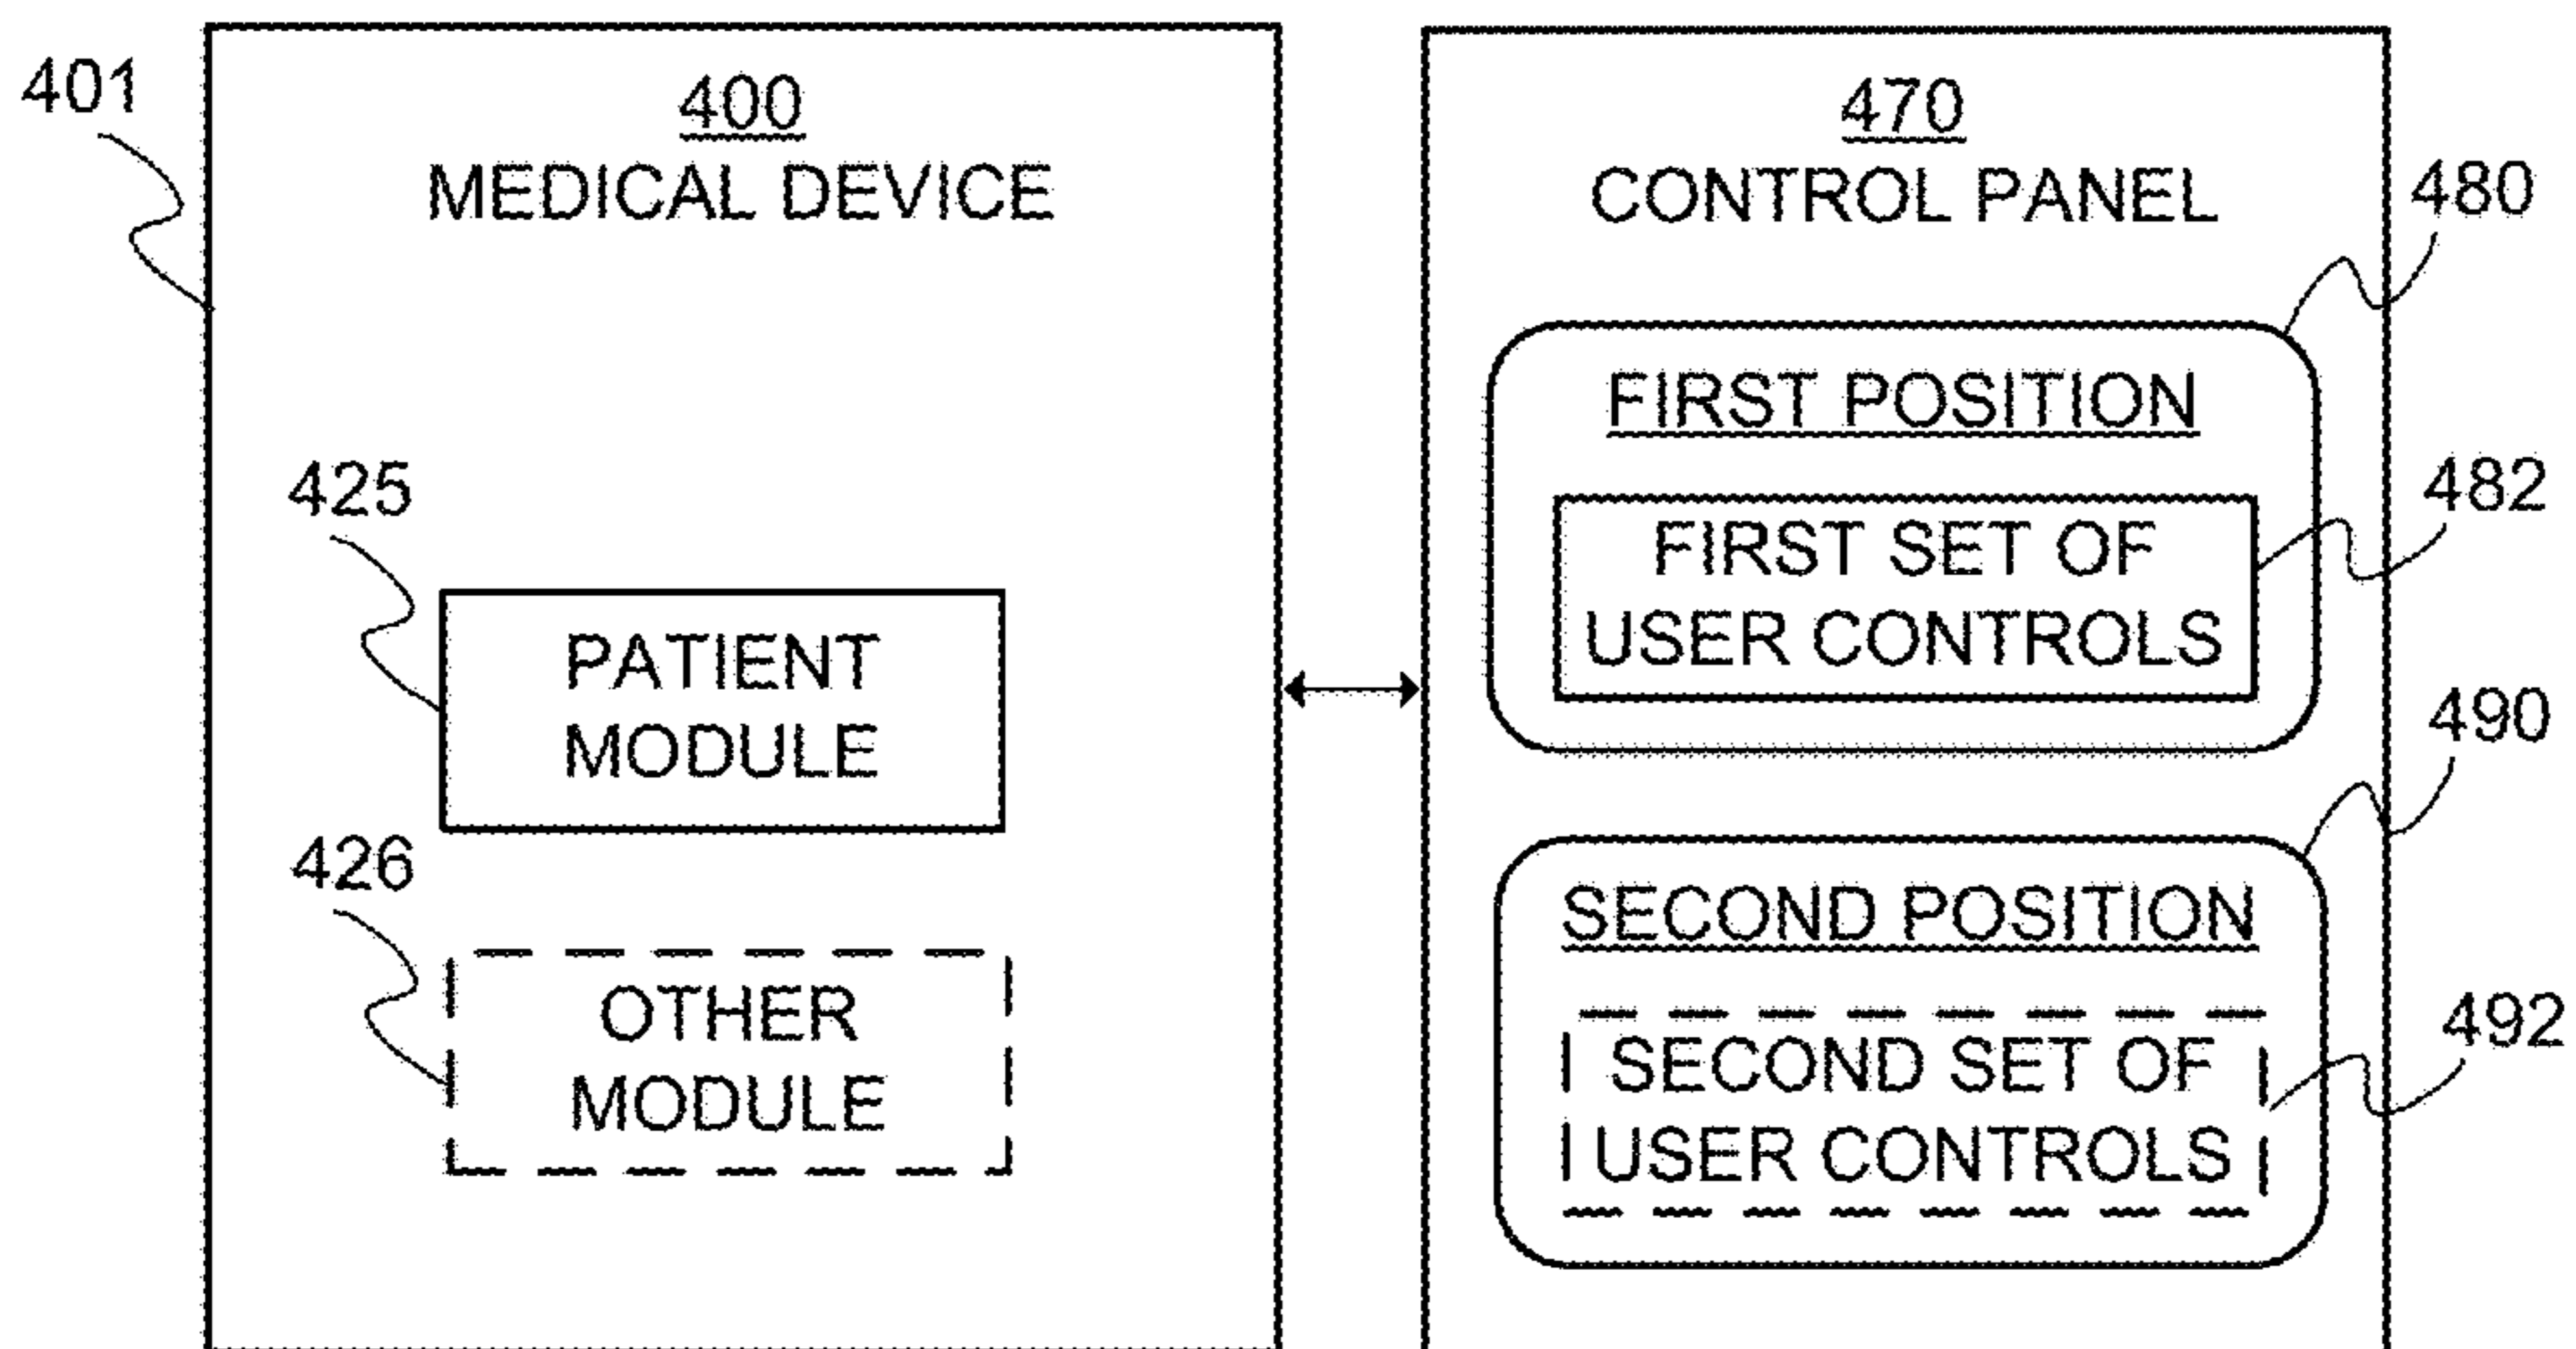 401
400
MEDICAL DEVICE
425
PATIENT
MODULE
426
OTHER
MODULE
470
CONTROL PANEL
480
FIRST POSITION
482
FIRST SET OF
USER CONTROLS
490
SECOND POSITION
492
SECOND SET OF
USER CONTROLS